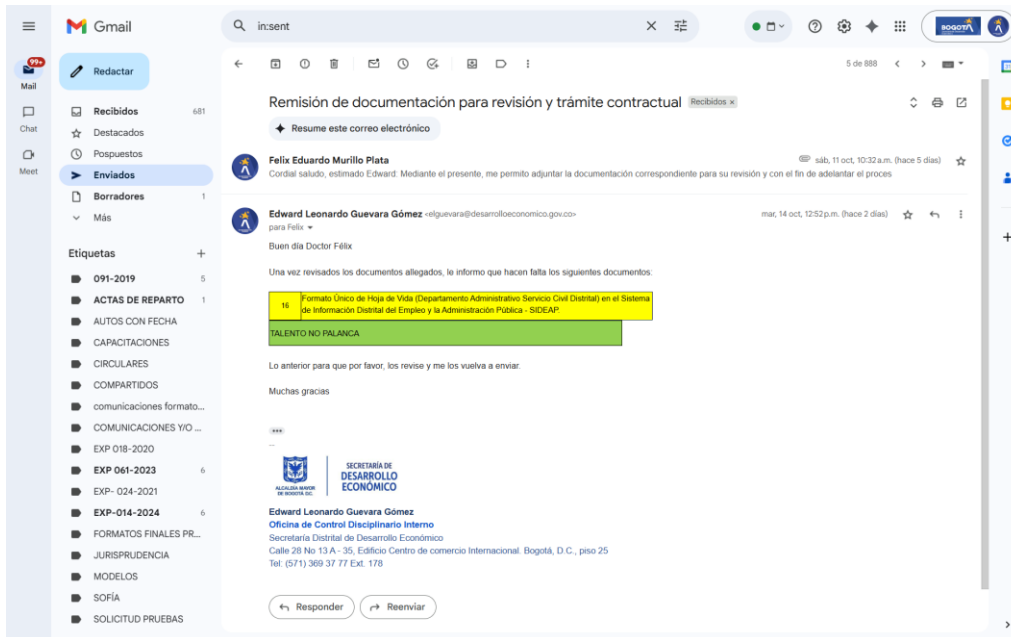 Gmail
in:sent
99+
Mail
Chat
Meet
Redactar
Recibidos 681
Destacados
Pospuestos
Enviados
Borradores 1
Más
Etiquetas
091-2019 5
ACTAS DE REPARTO 1
AUTOS CON FECHA
CAPACITACIONES
CIRCULARES
COMPARTIDOS
comunicaciones formato...
COMUNICACIONES Y/O ...
EXP 018-2020
EXP 061-2023 6
EXP- 024-2021
EXP-014-2024 6
FORMATOS FINALES PR...
JURISPRUDENCIA
MODELOS
SOFÍA
SOLICITUD PRUEBAS
BOGOTÁ
5 de 888
Remisión de documentación para revisión y trámite contractual Recibidos ×
Resume este correo electrónico
Felix Eduardo Murillo Plata sáb, 11 oct, 10:32 a.m. (hace 5 días)
Cordial saludo, estimado Edward: Mediante el presente, me permito adjuntar la documentación correspondiente para su revisión y con el fin de adelantar el proces
Edward Leonardo Guevara Gómez <elguevara@desarrolloeconomico.gov.co> mar, 14 oct, 12:52 p.m. (hace 2 días)
para Felix
Buen día Doctor Félix
Una vez revisados los documentos allegados, le informo que hacen falta los siguientes documentos:
16 Formato Único de Hoja de Vida (Departamento Administrativo Servicio Civil Distrital) en el Sistema
de Información Distrital del Empleo y la Administración Pública - SIDEAP.
TALENTO NO PALANCA
Lo anterior para que por favor, los revise y me los vuelva a enviar.
Muchas gracias
...
--
ALCALDÍA MAYOR
DE BOGOTÁ D.C.
SECRETARÍA DE
DESARROLLO
ECONÓMICO
Edward Leonardo Guevara Gómez
Oficina de Control Disciplinario Interno
Secretaría Distrital de Desarrollo Económico
Calle 28 No 13 A - 35, Edificio Centro de comercio Internacional. Bogotá, D.C., piso 25
Tel: (571) 369 37 77 Ext. 178
Responder
Reenviar